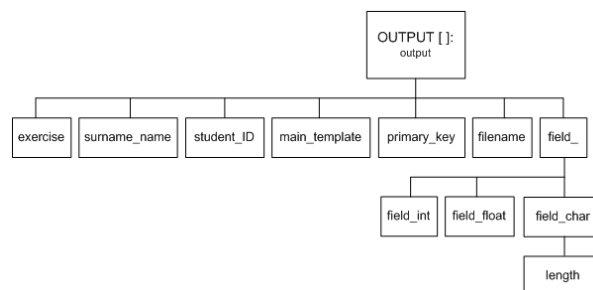 OUTPUT [ ]:
output
exercise
surname_name
student_ID
main_template
primary_key
filename
field_
field_int
field_float
field_char
length